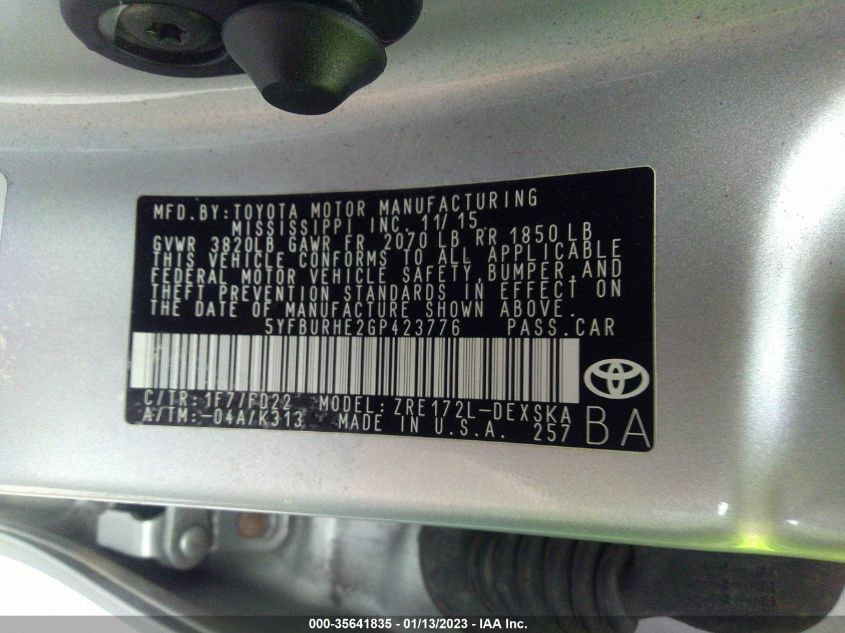 MFD.BY:TOYOTA MOTOR MANUFACTURING
MISSISSIPPI INC. 11/15
GVWR 3820LB GAWR FR 2070 LB RR 1850 LB
THIS VEHICLE CONFORMS TO ALL APPLICABLE
FEDERAL MOTOR VEHICLE SAFETY,BUMPER,AND
THEFT PREVENTION STANDARDS IN EFFECT ON
THE DATE OF MANUFACTURE SHOWN ABOVE.
5YFBURHE2GP423776 PASS.CAR
C/TR:1F7/FD22 MODEL: ZRE172L-DEXSKA
A/TM:-04A/K313 MADE IN U.S.A. 257 BA
000-35641835 / 01/13/2023 - IAA Inc.